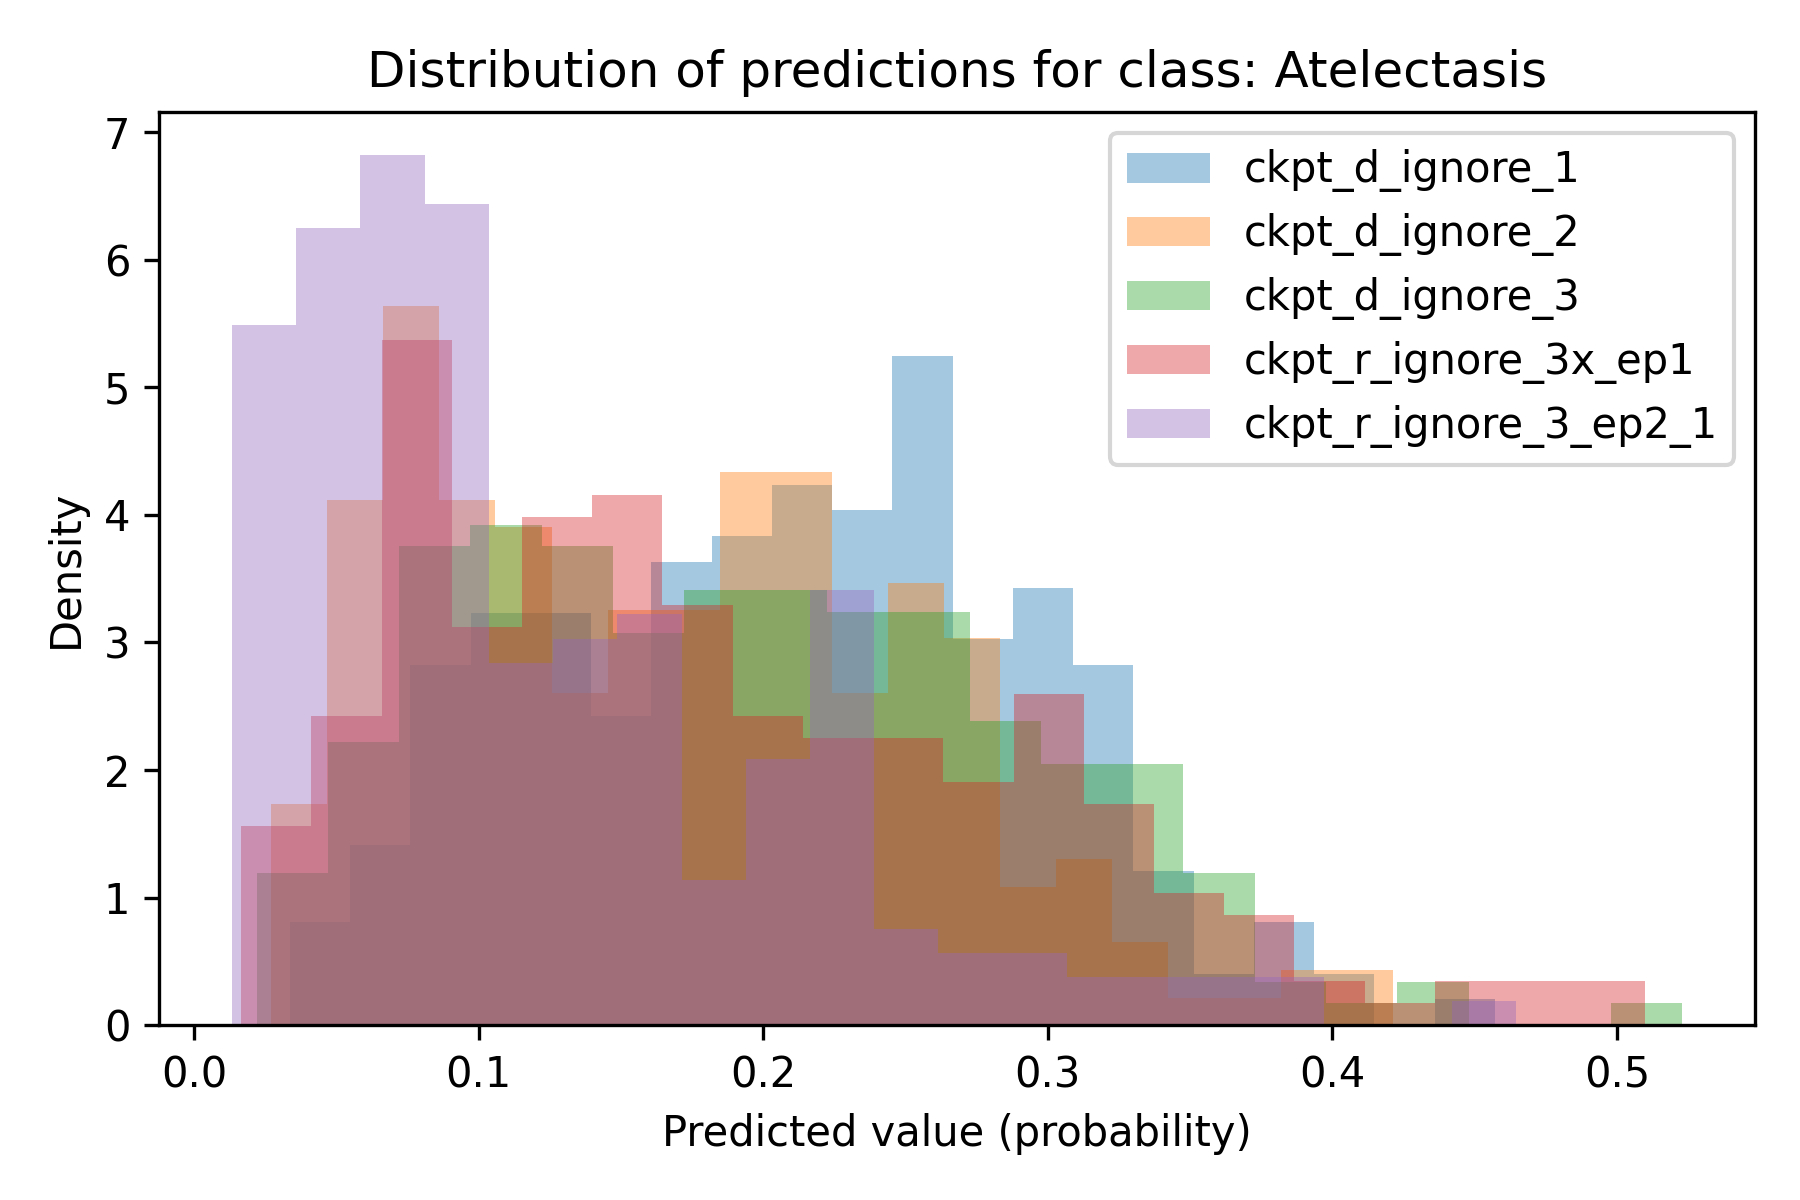 Distribution of predictions for class: Atelectasis
7
6
5
4
3
2
1
0
Density
ckpt_d_ignore_1
ckpt_d_ignore_2
ckpt_d_ignore_3
ckpt_r_ignore_3x_ep1
ckpt_r_ignore_3_ep2_1
0.0 0.1 0.2 0.3 0.4 0.5
Predicted value (probability)